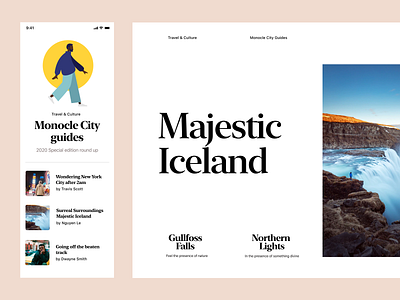 9:41
Travel & Culture
Monocle City
guides
2020 Special edition round up
Wondering New York
City after 2am
by Travis Scott
Surreal Surroundings
Majestic Iceland
by Nguyen Le
Going off the beaten
track
by Dwayne Smith
Travel & Culture
Monocle City Guides
Majestic
Iceland
Gullfoss
Falls
Feel the presence of nature
Northern
Lights
In the presence of something divine